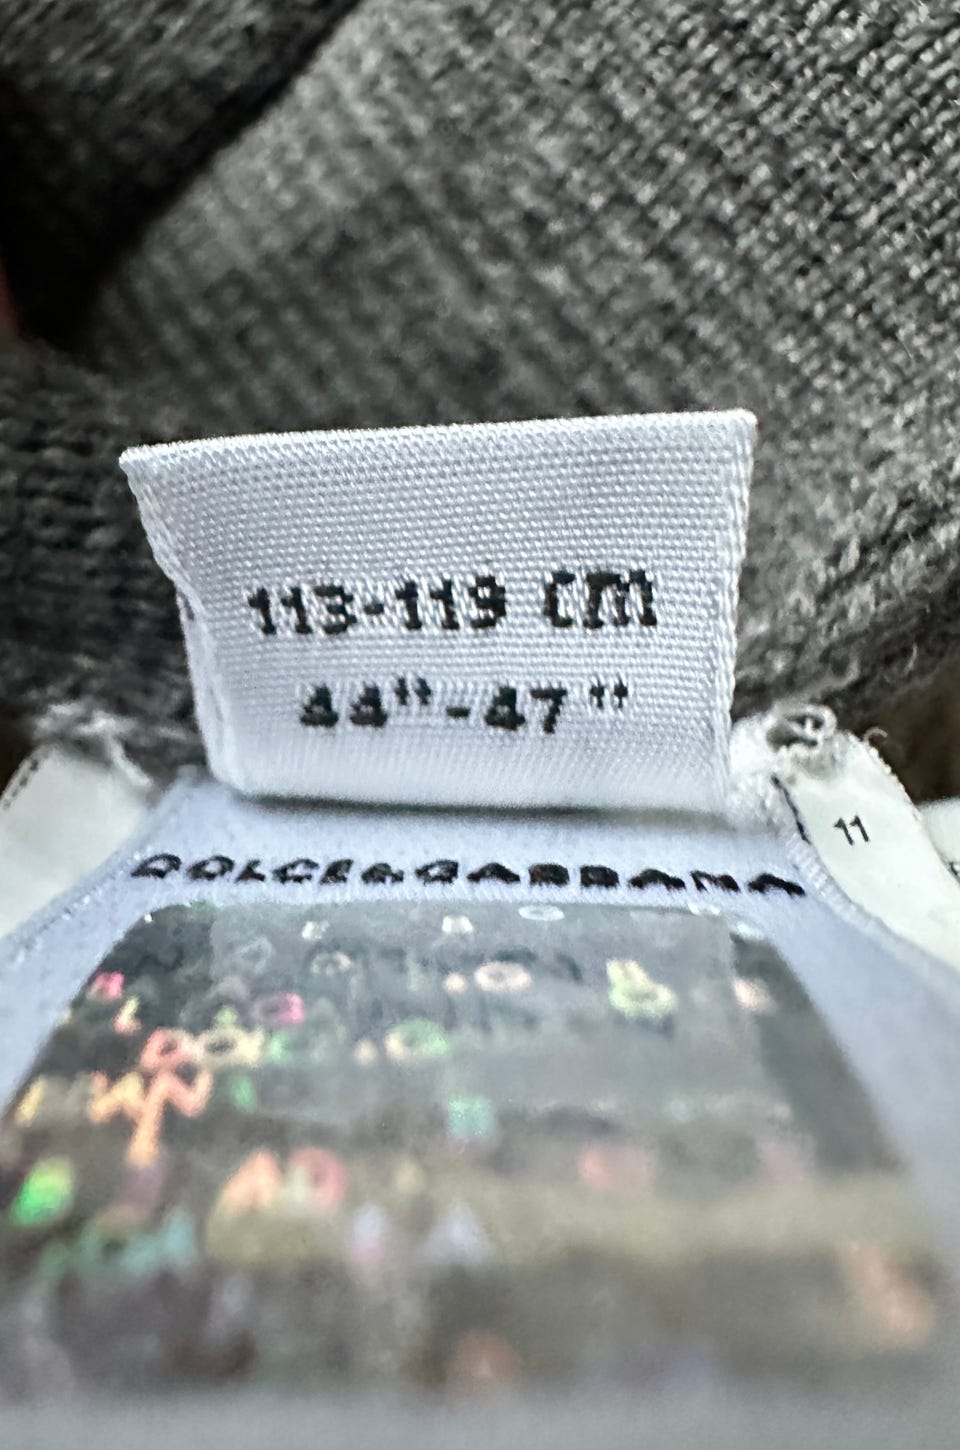 113-119 cm
44"-47"
11
DOLCE&GABBANA